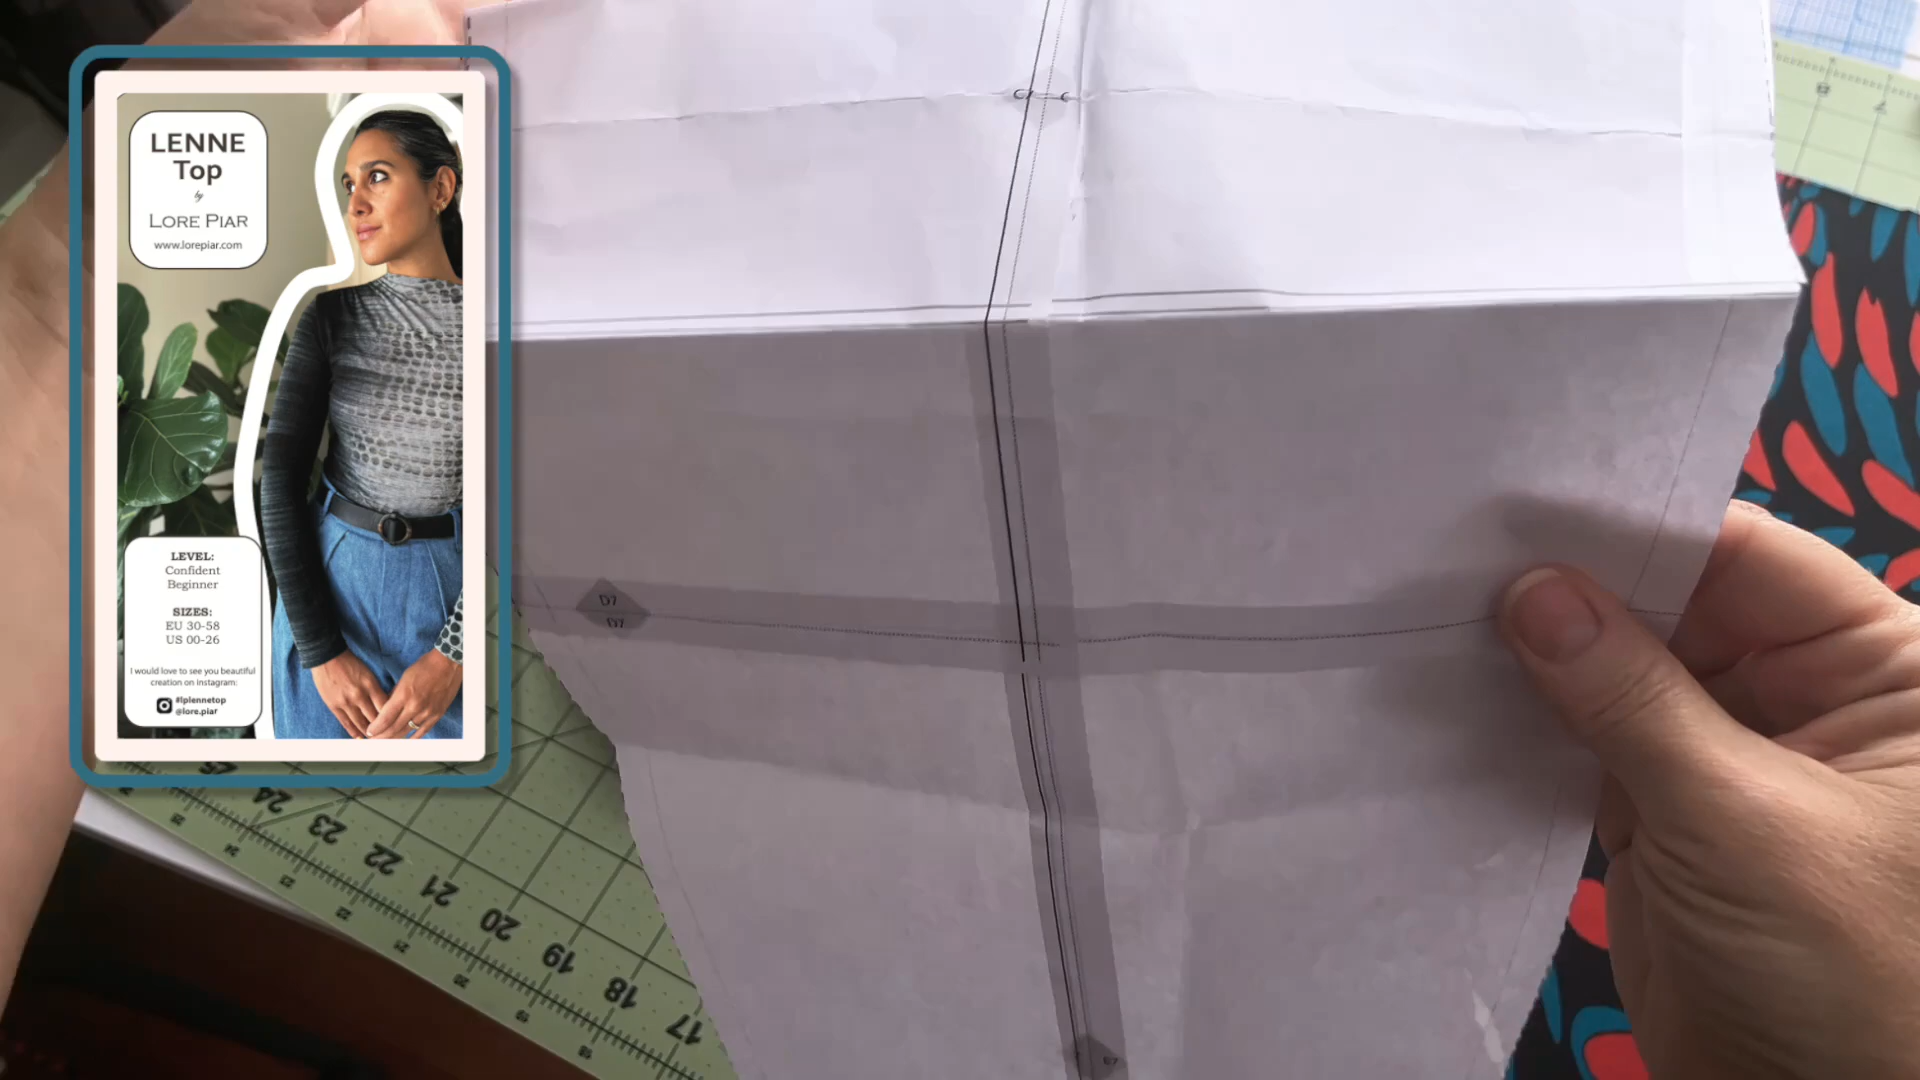 LENNE
Top
by
LORE PIAR
www.lorepiar.com
LEVEL:
Confident
Beginner
SIZES:
EU 30-58
US 00-26
I would love to see you beautiful
creation on instagram:
#lplennetop
@lore.piar
D7
D7
24
23
22
21
20
19
18
17